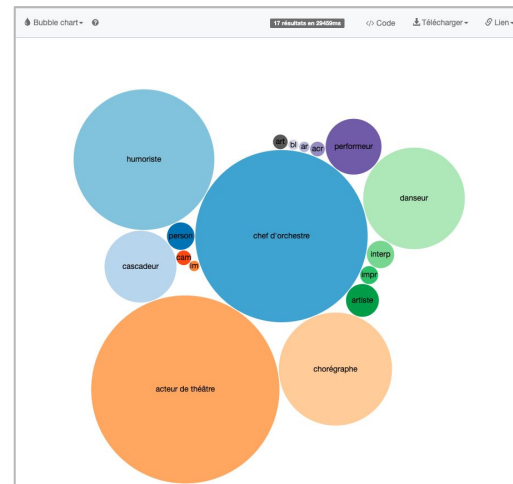 Bubble chart
17 résultats en 29459ms
</> Code
Télécharger
Lien
art
bl
ar
acr
performeur
humoriste
danseur
person
chef d'orchestre
interp
cascadeur
cam
im
impr
artiste
chorégraphe
acteur de théâtre